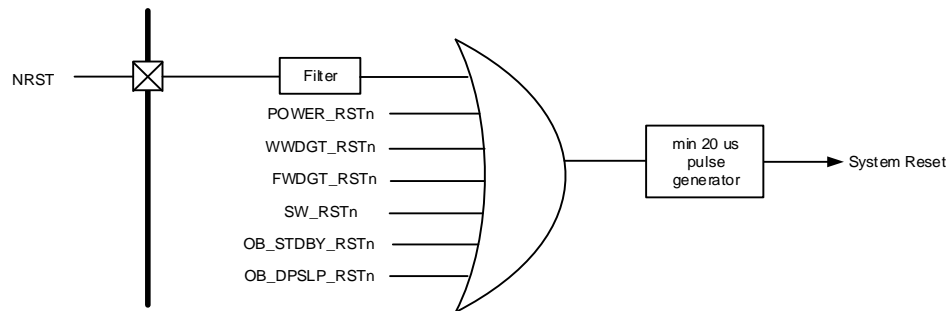 NRST
Filter
POWER_RSTn
WWDGT_RSTn
FWDGT_RSTn
SW_RSTn
OB_STDBY_RSTn
OB_DPSLP_RSTn
min 20 us
pulse
generator
System Reset